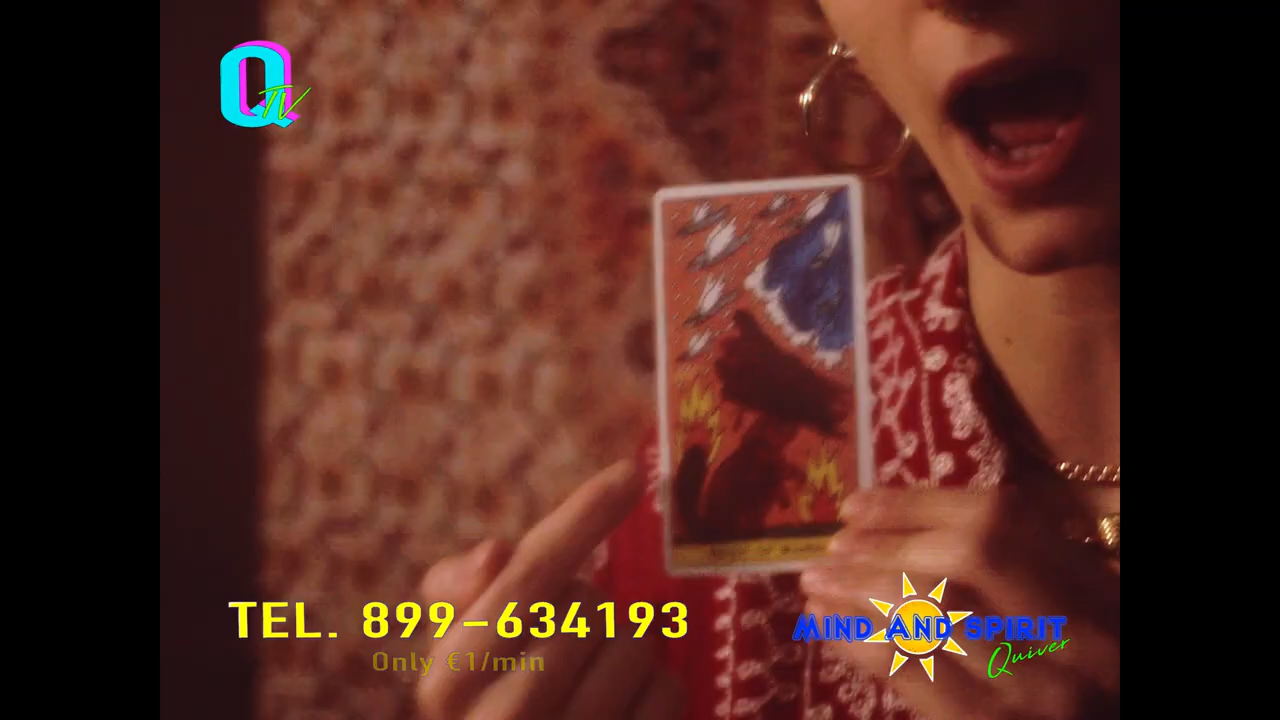 Q
TV
TEL. 899-634193
Only €1/min
MIND AND SPIRIT
Quiver